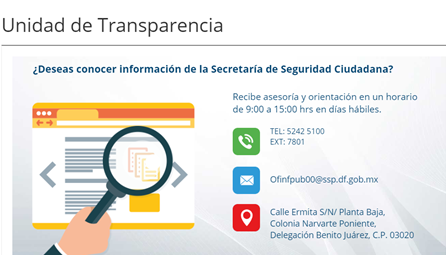 Unidad de Transparencia
¿Deseas conocer información de la Secretaría de Seguridad Ciudadana?
Recibe asesoría y orientación en un horario
de 9:00 a 15:00 hrs en días hábiles.
TEL: 5242 5100
EXT: 7801
Ofinfpub00@ssp.df.gob.mx
Calle Ermita S/N/ Planta Baja,
Colonia Narvarte Poniente,
Delegación Benito Juárez, C.P. 03020